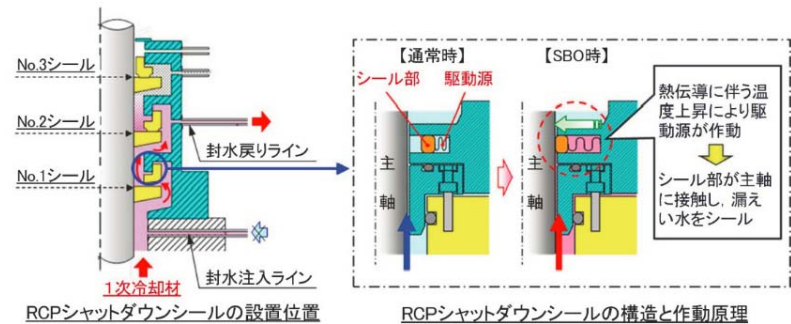 No.3シール
No.2シール
No.1シール
封水戻りライン
封水注入ライン
1次冷却材
RCPシャットダウンシールの設置位置
【通常時】
シール部
駆動源
主
軸
【SBO時】
主
軸
熱伝導に伴う温
度上昇により駆
動源が作動
シール部が主軸
に接触し,漏え
い水をシール
RCPシャットダウンシールの構造と作動原理